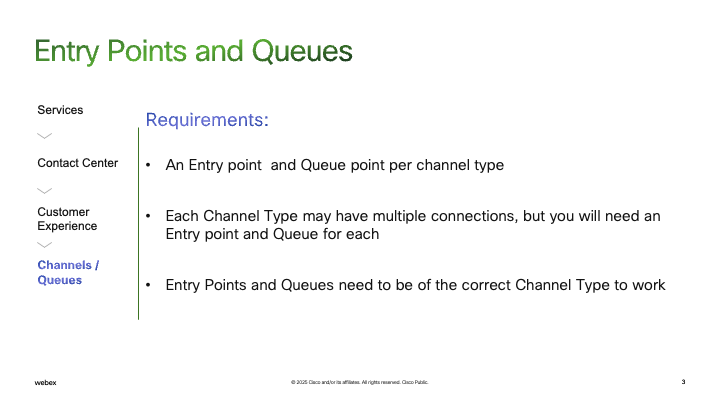 Entry Points and Queues
Services
Contact Center
Customer
Experience
Channels /
Queues
Requirements:
• An Entry point  and Queue point per channel type
• Each Channel Type may have multiple connections, but you will need an
Entry point and Queue for each
• Entry Points and Queues need to be of the correct Channel Type to work
webex
© 2025 Cisco and/or its affiliates. All rights reserved. Cisco Public.
3